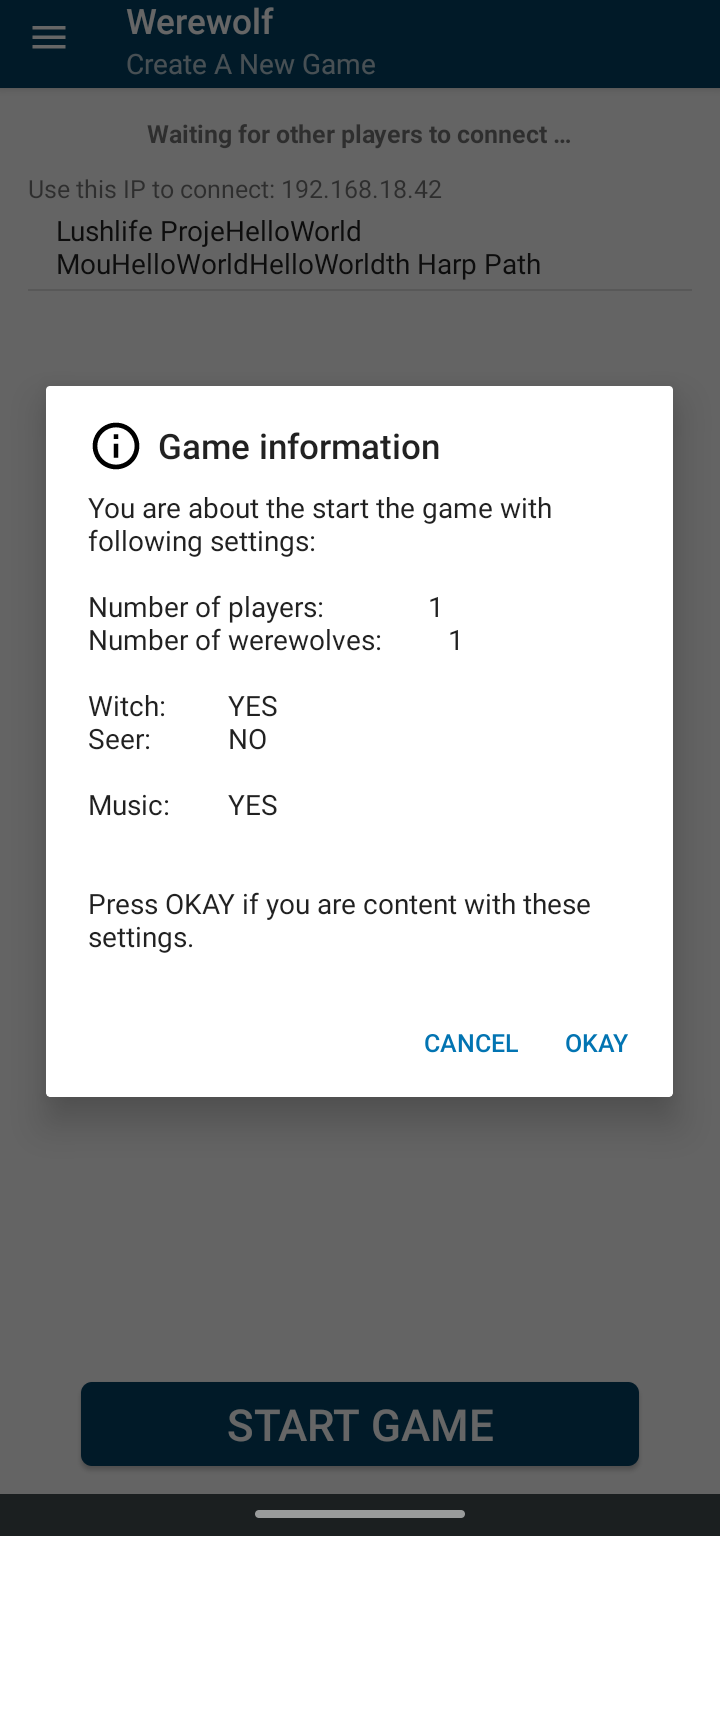 Werewolf
Create A New Game
Waiting for other players to connect ...
Use this IP to connect: 192.168.18.42
Lushlife ProjeHelloWorld
MouHelloWorldHelloWorldth Harp Path
Game information
You are about the start the game with
following settings:
Number of players: 1
Number of werewolves: 1
Witch: YES
Seer: NO
Music: YES
Press OKAY if you are content with these
settings.
CANCEL OKAY
START GAME